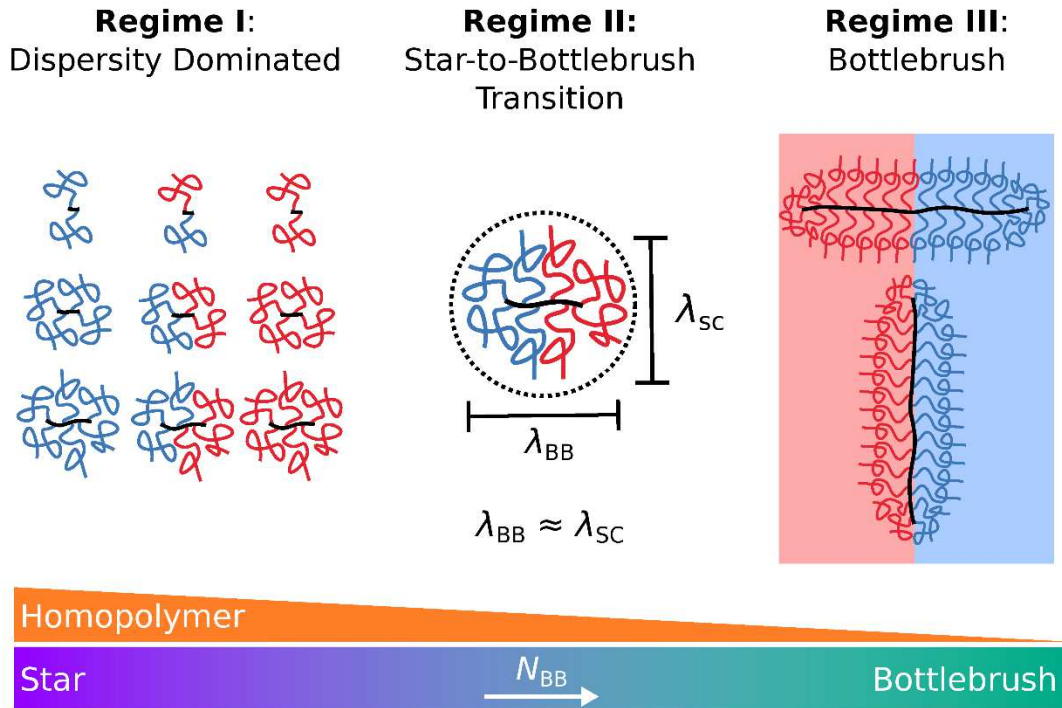 Regime I:
Dispersity Dominated
Regime II:
Star-to-Bottlebrush
Transition
Regime III:
Bottlebrush
λSC
λBB
λBB ≈ λSC
Homopolymer
Star
NBB
Bottlebrush